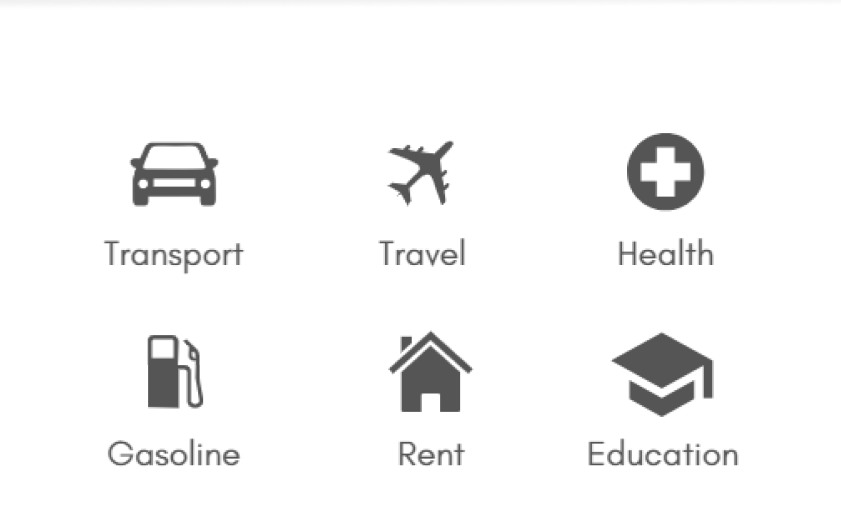 Transport
Travel
Health
Gasoline
Rent
Education